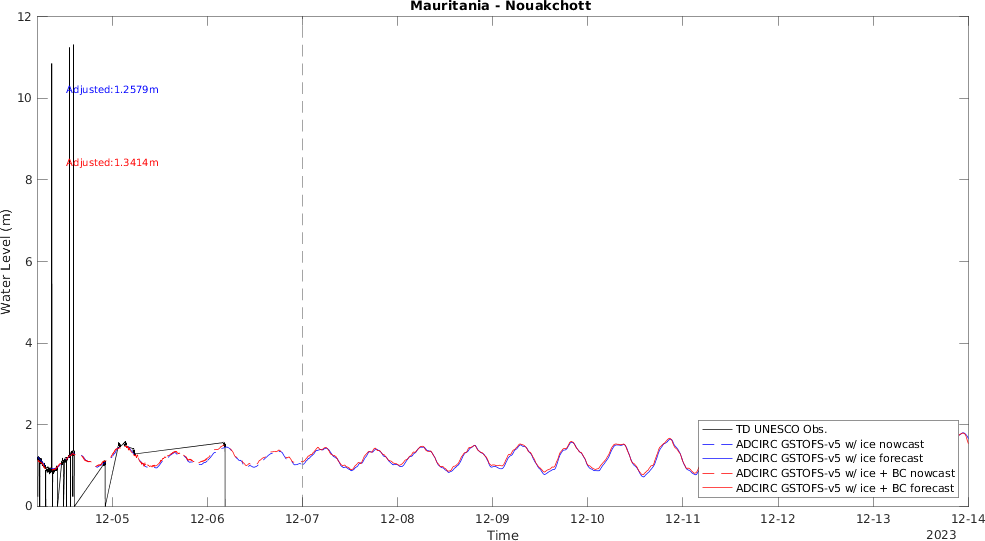 Mauritania - Nouakchott
12
10
8
6
4
2
0
Water Level (m)
Adjusted:1.2579m
Adjusted:1.3414m
TD UNESCO Obs.
ADCIRC GSTOFS-v5 w/ ice nowcast
ADCIRC GSTOFS-v5 w/ ice forecast
ADCIRC GSTOFS-v5 w/ ice + BC nowcast
ADCIRC GSTOFS-v5 w/ ice + BC forecast
12-05 12-06 12-07 12-08 12-09 12-10 12-11 12-12 12-13 12-14
Time
2023